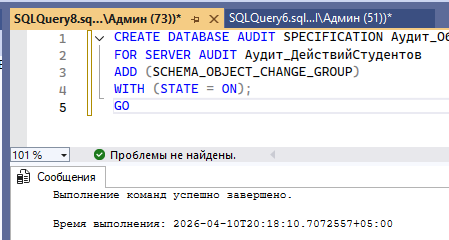 SQLQuery8.sq...\Админ (73))*
SQLQuery6.sql...I\Админ (51))*
1 CREATE DATABASE AUDIT SPECIFICATION
2 FOR SERVER AUDIT Аудит_ДействийСтудентов
3 ADD (SCHEMA_OBJECT_CHANGE_GROUP)
4 WITH (STATE = ON);
5 GO
101 %
Проблемы не найдены.
Сообщения
Выполнение команд успешно завершено.
Время выполнения: 2026-04-10T20:18:10.7072557+05:00